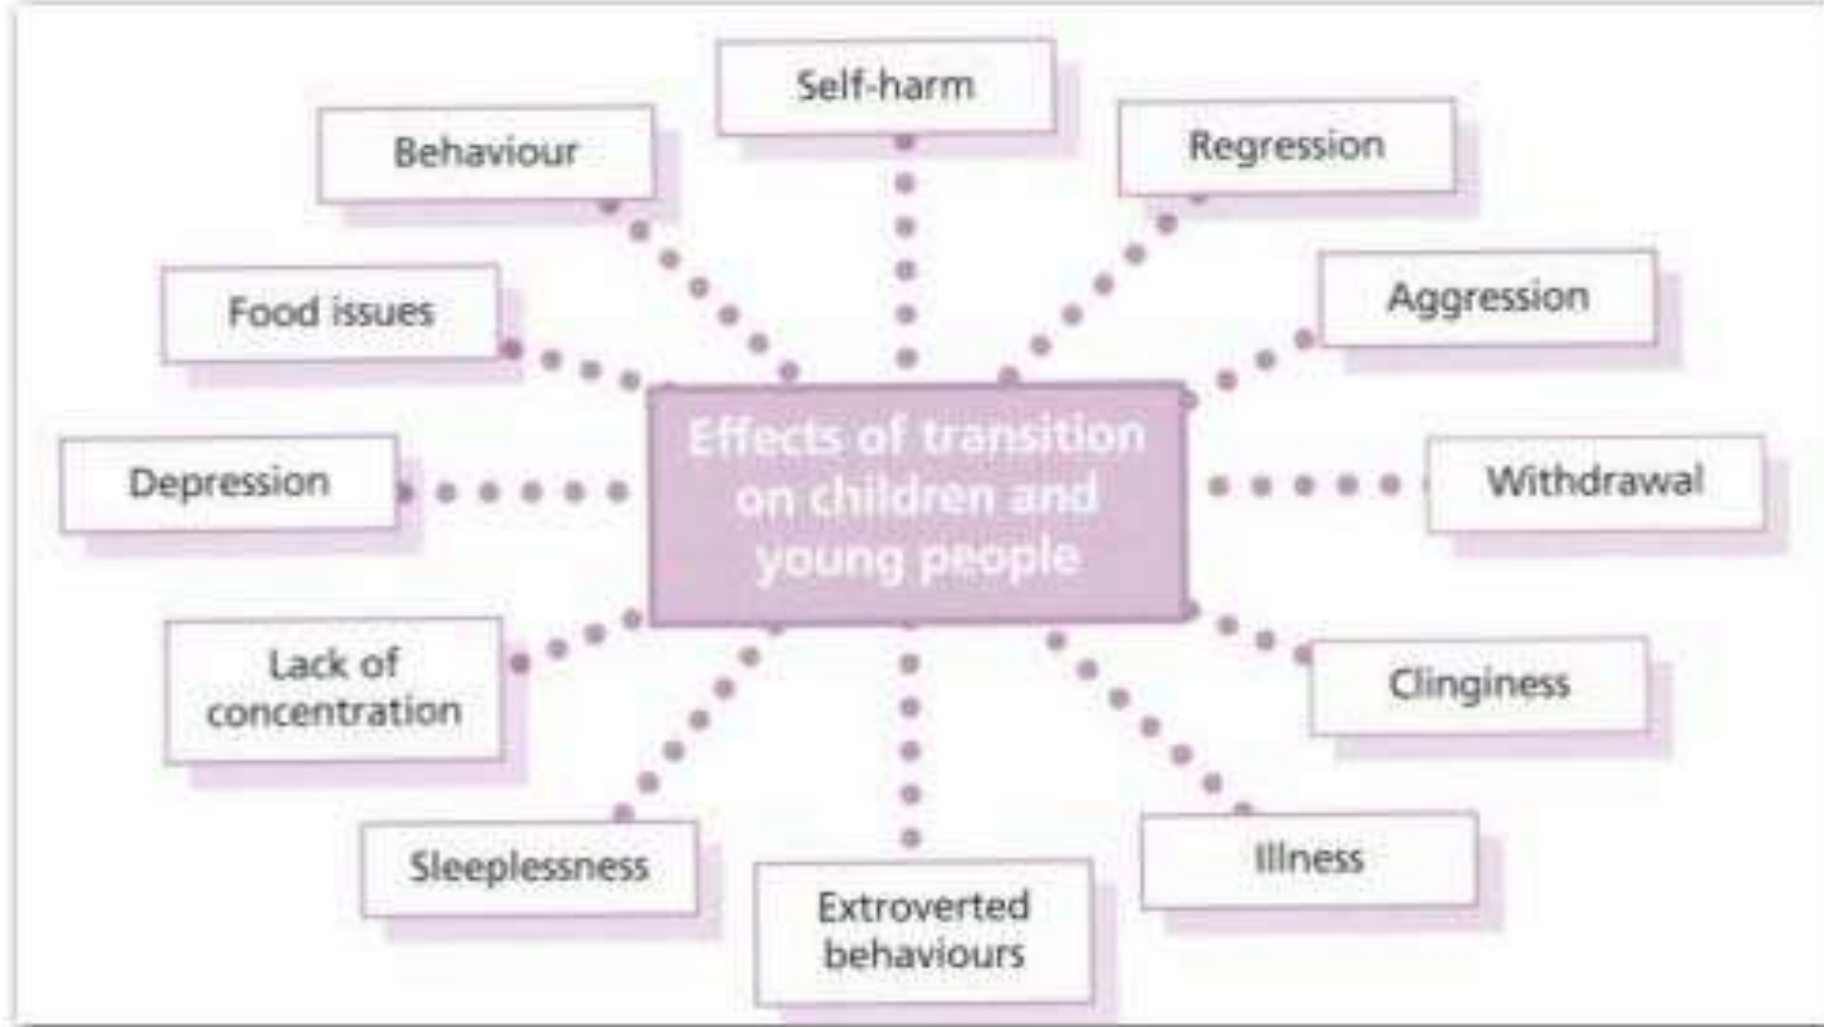 Self-harm
Behaviour
Regression
Food issues
Aggression
Effects of transition
on children and
young people
Depression
Withdrawal
Lack of
concentration
Clinginess
Sleeplessness
Illness
Extroverted
behaviours